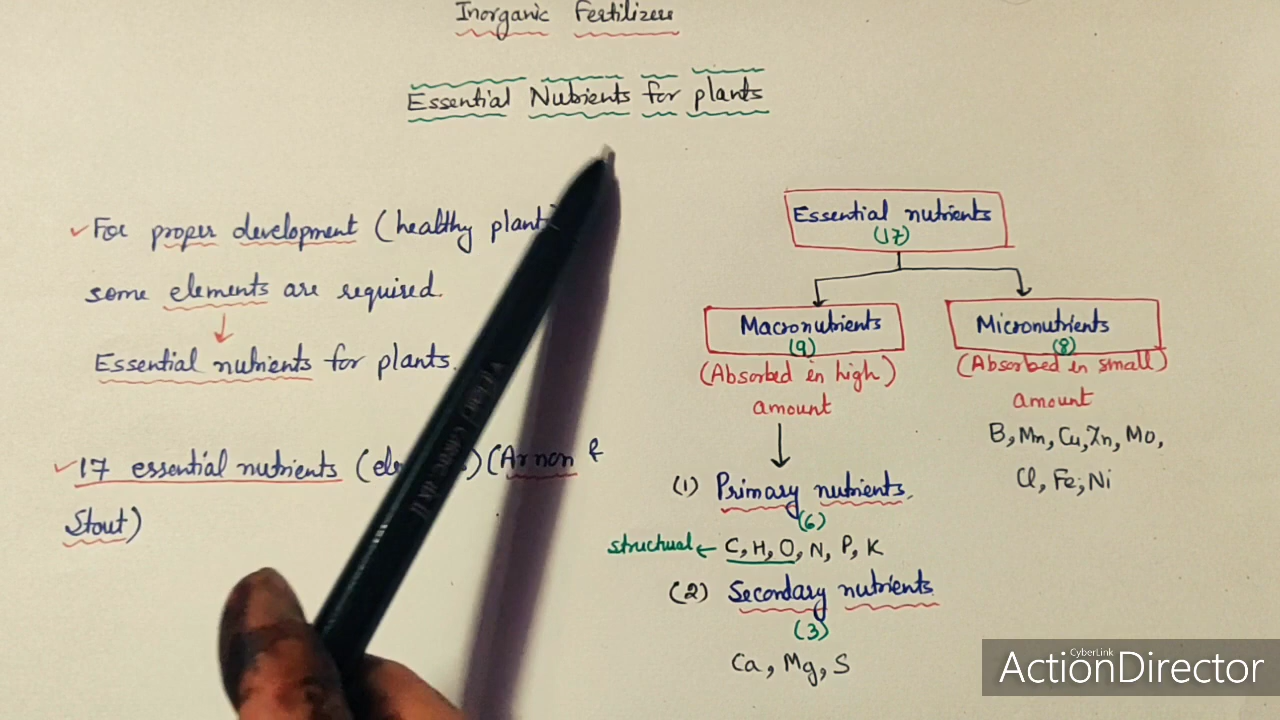 Inorganic Fertilizers
Essential Nutrients for plants
For proper development (healthy plant
some elements are required.
Essential nutrients for plants.
17 essential nutrients (Arnon &
Stout)
Essential nutrients
(17)
Macronutrients
(9)
(Absorbed in high)
amount
(1) Primary nutrients.
(6)
structual ← C, H, O, N, P, K
(2) Secondary nutrients
(3)
Ca, Mg, S
Micronutrients
(8)
(Absorbed in small)
amount
B, Mn, Cu, Zn, Mo,
Cl, Fe, Ni
CyberLink
ActionDirector